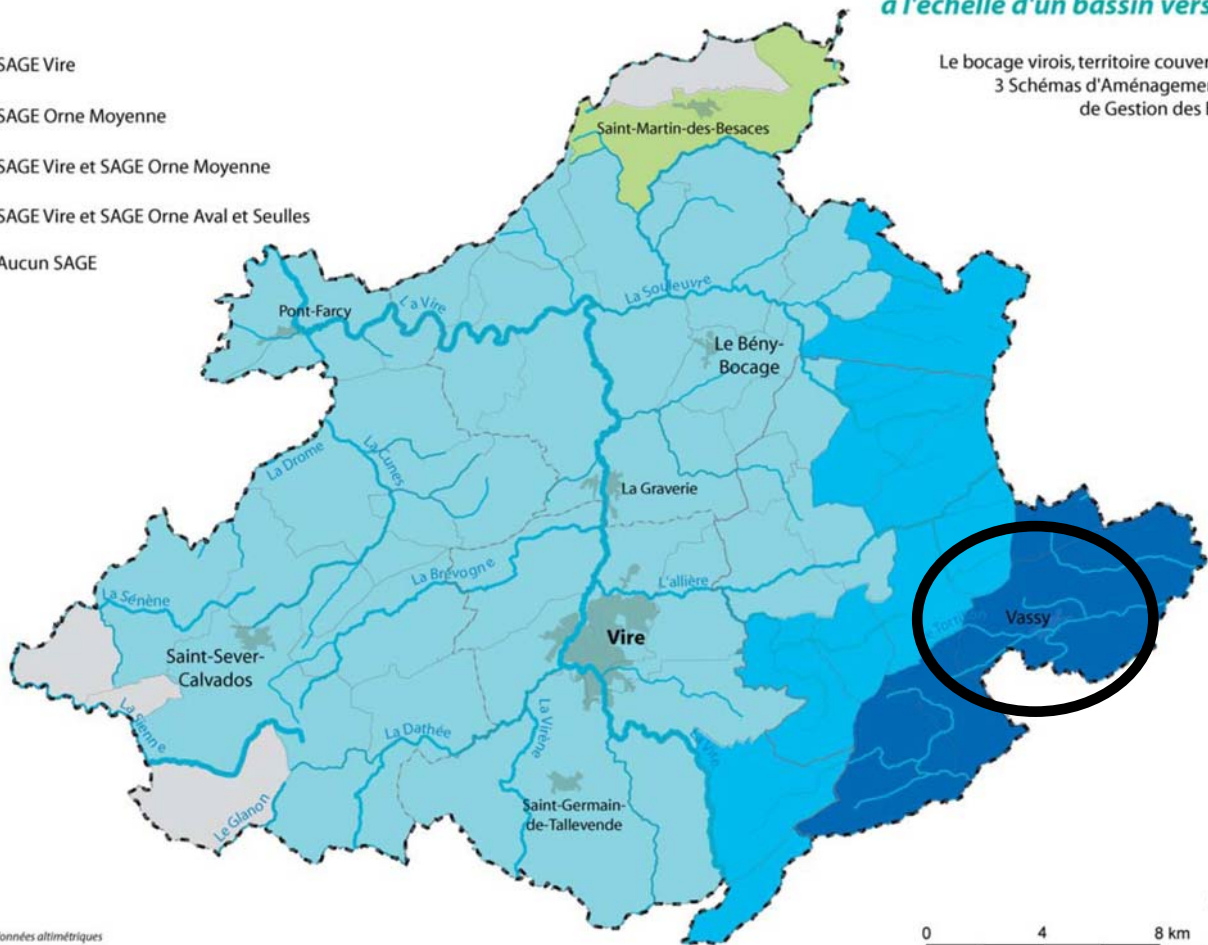 à l'échelle d'un bassin vers
SAGE Vire
Le bocage virois, territoire couver
3 Schémas d'Aménagemen
de Gestion des
SAGE Orne Moyenne
SAGE Vire et SAGE Orne Moyenne
SAGE Vire et SAGE Orne Aval et Seulles
Aucun SAGE
Saint-Martin-des-Besaces
La Souleuvre
Pont-Farcy
La Vire
Le Bény-
Bocage
La Drome
La Cunes
La Graverie
La Brévogne
L'allière
La Sénène
Vassy
Vire
Saint-Sever-
Calvados
La Sienne
La Dathée
La Virène
La Vire
Le Glanon
Saint-Germain-
de-Tallevende
onnées altimétriques
0 4 8 km